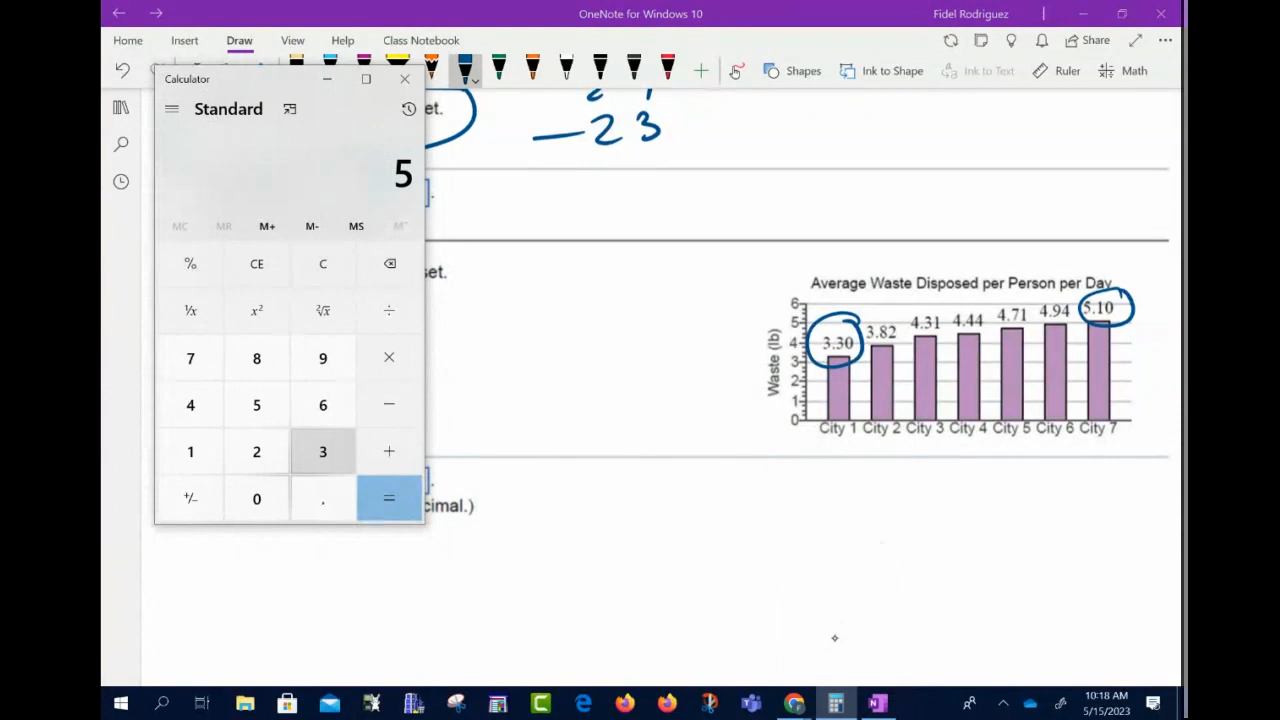 OneNote for Windows 10
Fidel Rodriguez
Home Insert Draw View Help Class Notebook
Share
Shapes Ink to Shape Ink to Text Ruler Math
Calculator
Standard
5
MC MR M+ M- MS
% CE C
1/x x² ²√x ÷
7 8 9 ×
4 5 6 −
1 2 3 +
+/− 0 . =
et.
— 2 3
.
set.
.
cimal.)
Average Waste Disposed per Person per Day
Waste (lb)
6
5
4
3
2
1
0
3.30 3.82 4.31 4.44 4.71 4.94 5.10
City 1 City 2 City 3 City 4 City 5 City 6 City 7
10:18 AM
5/15/2023